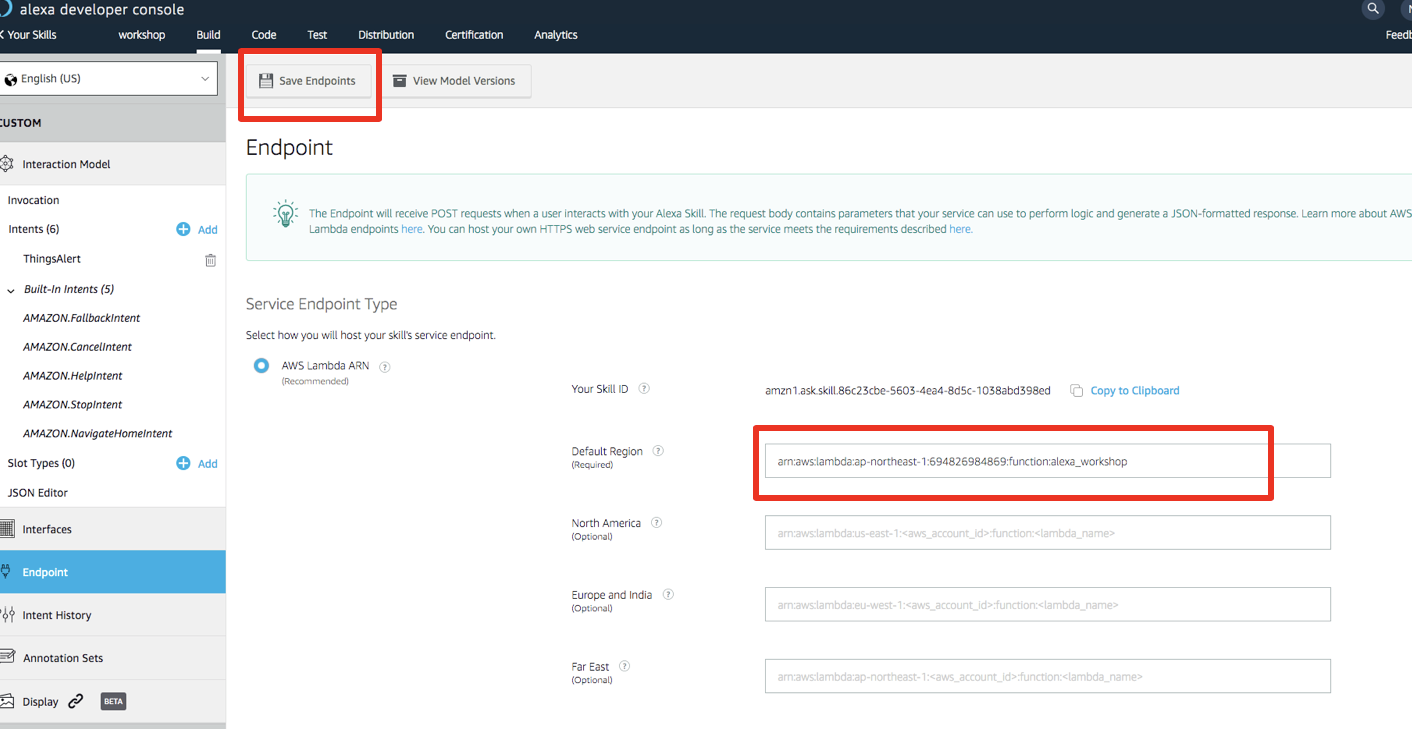 alexa developer console
Your Skills
workshop
Build
Code
Test
Distribution
Certification
Analytics
English (US)
Save Endpoints
View Model Versions
CUSTOM
Interaction Model
Invocation
Intents (6)
Add
ThingsAlert
Built-In Intents (5)
AMAZON.FallbackIntent
AMAZON.CancelIntent
AMAZON.HelpIntent
AMAZON.StopIntent
AMAZON.NavigateHomeIntent
Slot Types (0)
Add
JSON Editor
Interfaces
Endpoint
Intent History
Annotation Sets
Display
BETA
Endpoint
The Endpoint will receive POST requests when a user interacts with your Alexa Skill. The request body contains parameters that your service can use to perform logic and generate a JSON-formatted response. Learn more about AWS
Lambda endpoints here. You can host your own HTTPS web service endpoint as long as the service meets the requirements described here.
Service Endpoint Type
Select how you will host your skill's service endpoint.
AWS Lambda ARN
(Recommended)
Your Skill ID
amzn1.ask.skill.86c23cbe-5603-4ea4-8d5c-1038abd398ed
Copy to Clipboard
Default Region
(Required)
arn:aws:lambda:ap-northeast-1:694826984869:function:alexa_workshop
North America
(Optional)
arn:aws:lambda:us-east-1:<aws_account_id>:function:<lambda_name>
Europe and India
(Optional)
arn:aws:lambda:eu-west-1:<aws_account_id>:function:<lambda_name>
Far East
(Optional)
arn:aws:lambda:ap-northeast-1:<aws_account_id>:function:<lambda_name>